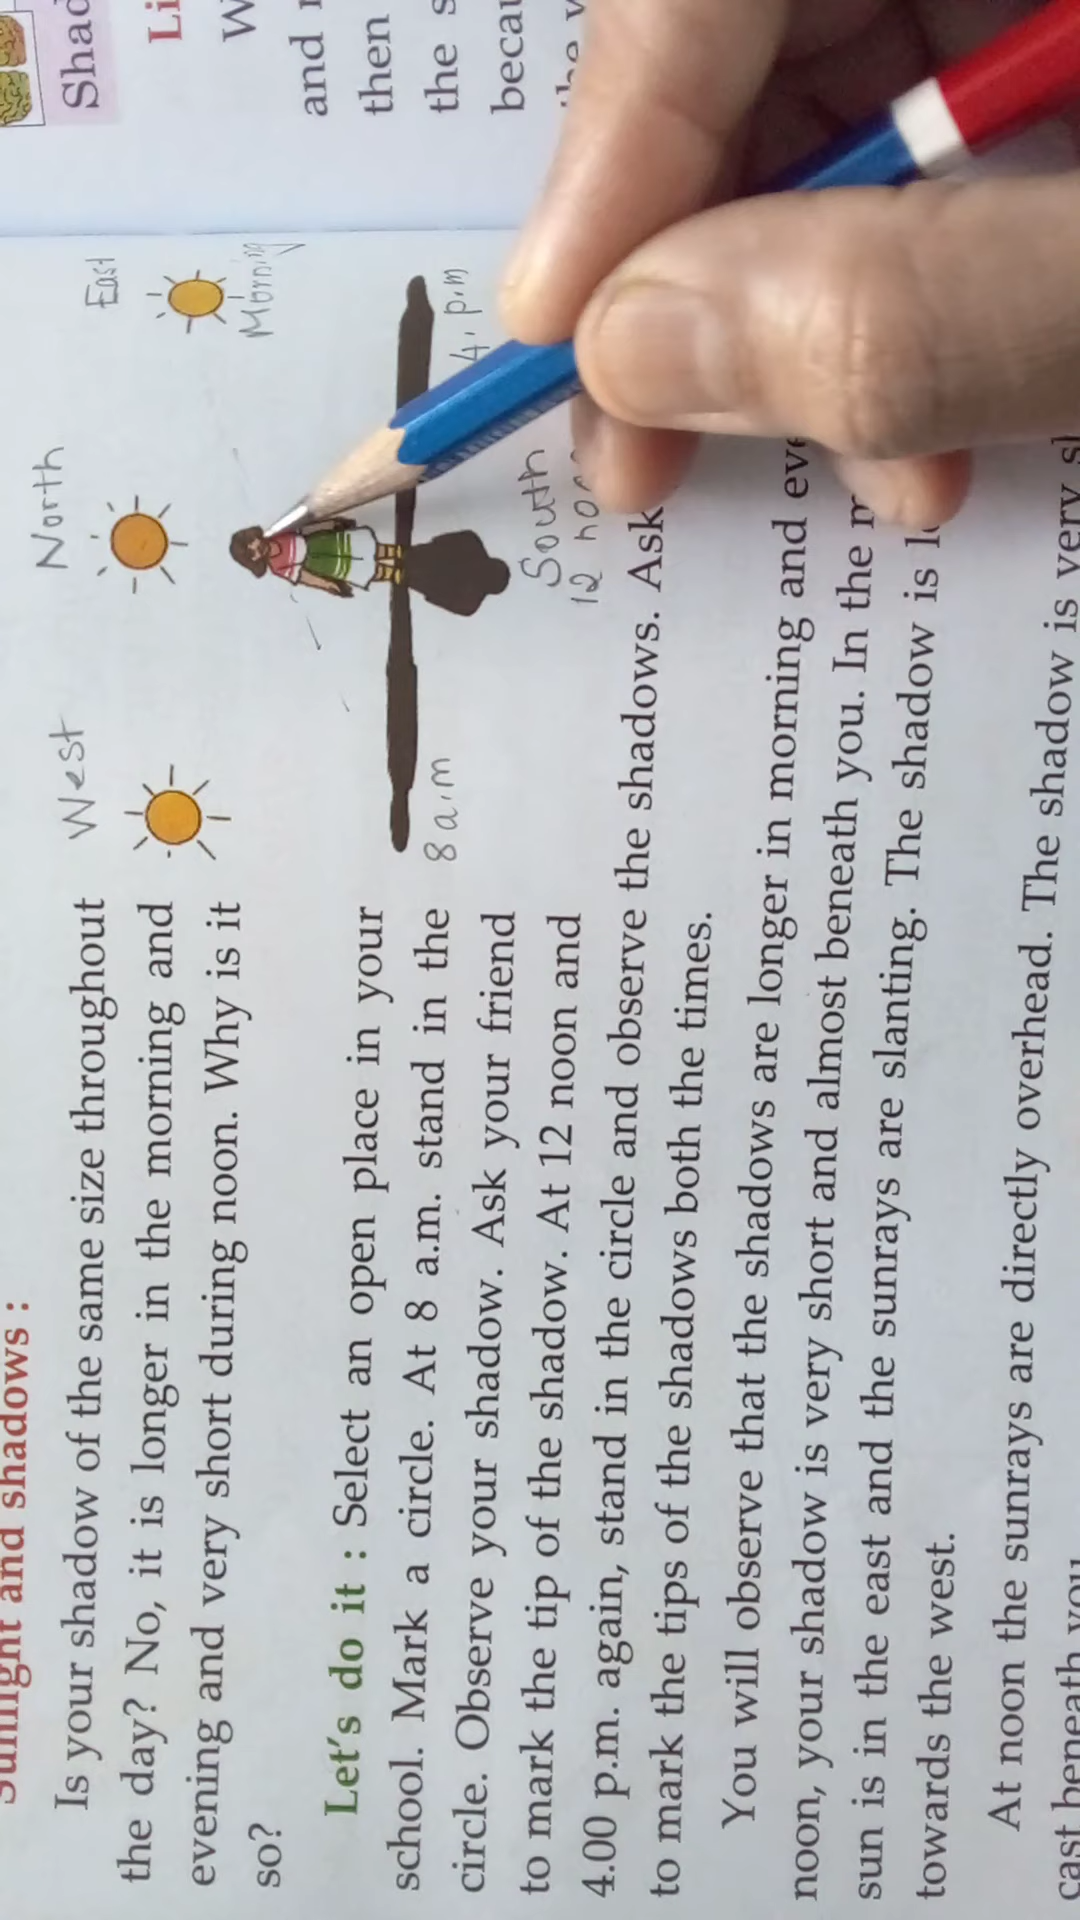 Sunlight and shadows :
Is your shadow of the same size throughout
the day? No, it is longer in the morning and
evening and very short during noon. Why is it
so?
West
North
East
Morning
8 a.m
4. p.m
South
12
Let's do it : Select an open place in your
school. Mark a circle. At 8 a.m. stand in the
circle. Observe your shadow. Ask your friend
to mark the tip of the shadow. At 12 noon and
4.00 p.m. again, stand in the circle and observe the shadows. Ask
to mark the tips of the shadows both the times.
You will observe that the shadows are longer in morning and
noon, your shadow is very short and almost beneath you. In the
sun is in the east and the sunrays are slanting. The shadow is
towards the west.
At noon the sunrays are directly overhead. The shadow is very
cast beneath you
Shad
Li
W
and
then
the s
becau
the